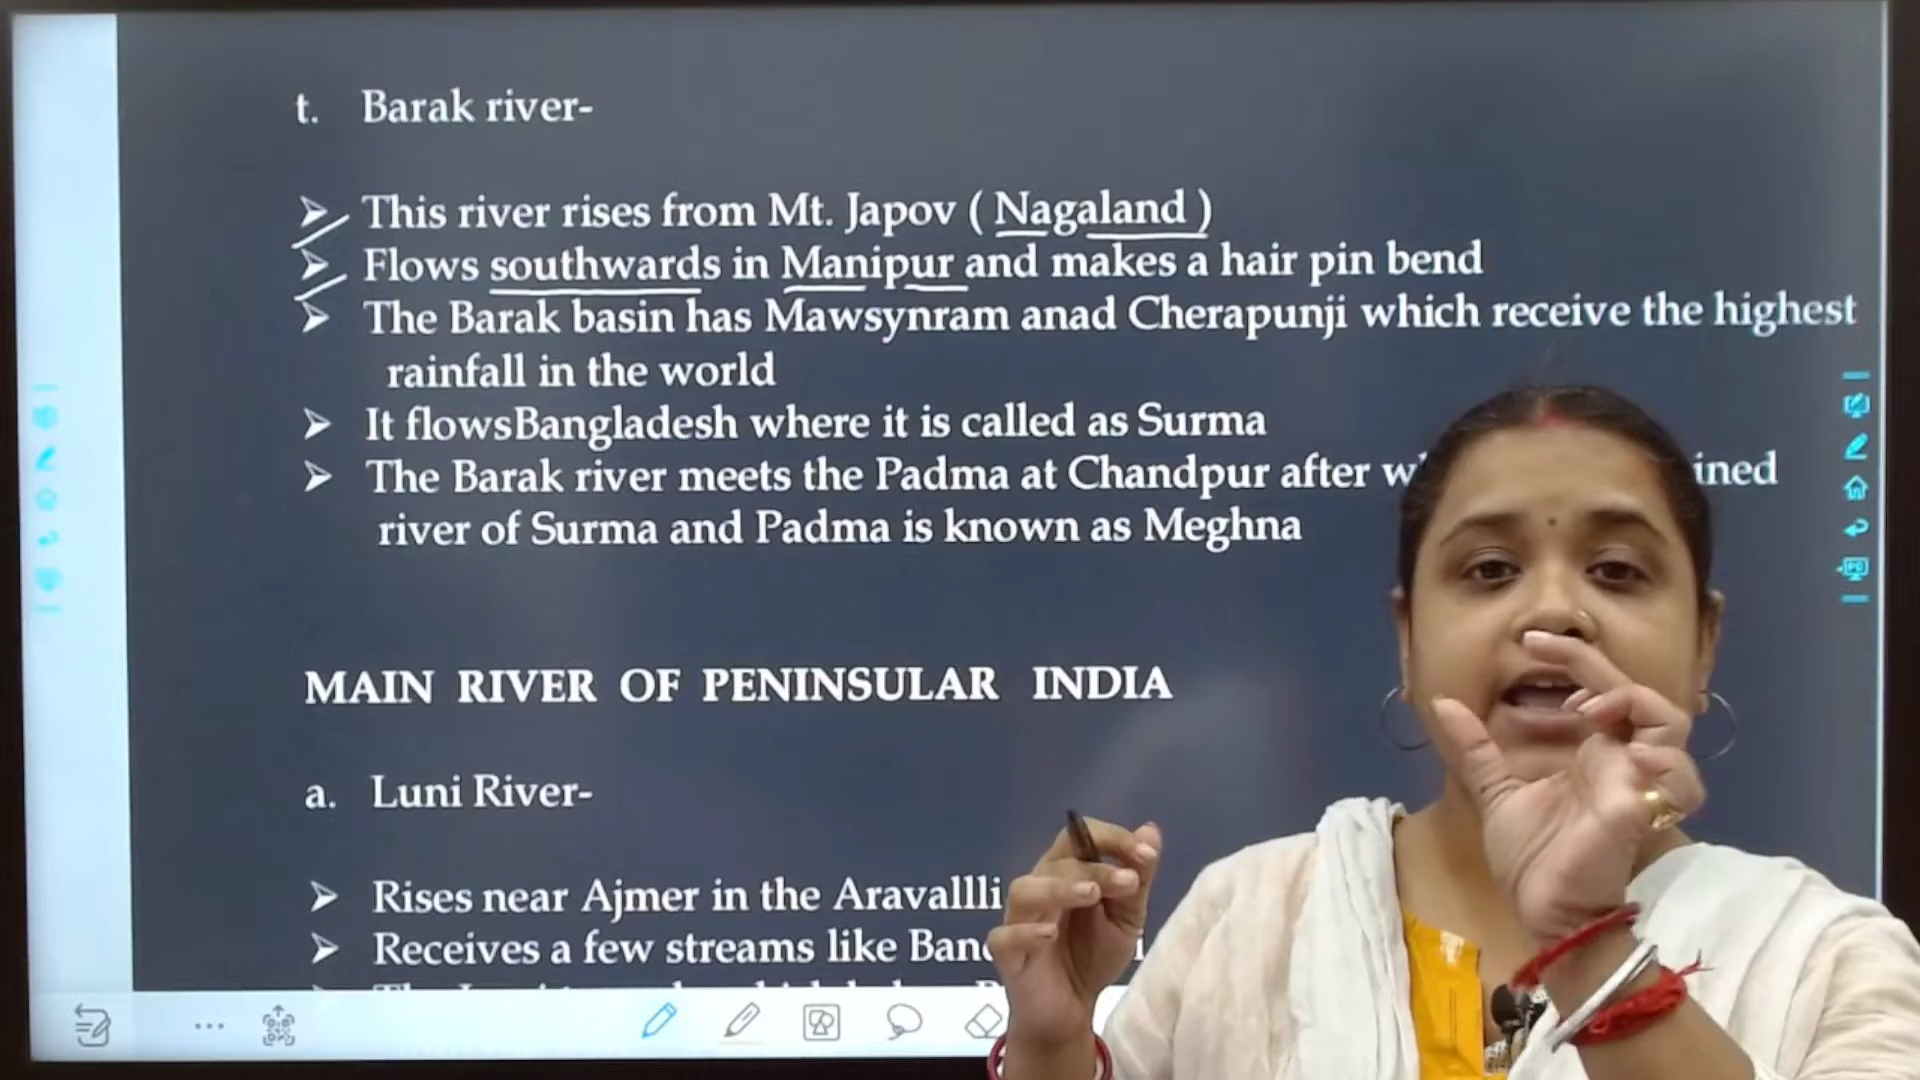 t. Barak river-
➢ This river rises from Mt. Japov ( Nagaland )
➢ Flows southwards in Manipur and makes a hair pin bend
➢ The Barak basin has Mawsynram anad Cherapunji which receive the highest
rainfall in the world
➢ It flowsBangladesh where it is called as Surma
➢ The Barak river meets the Padma at Chandpur after
river of Surma and Padma is known as Meghna
MAIN RIVER OF PENINSULAR INDIA
a. Luni River-
➢ Rises near Ajmer in the Aravallli
➢ Receives a few streams like
PC